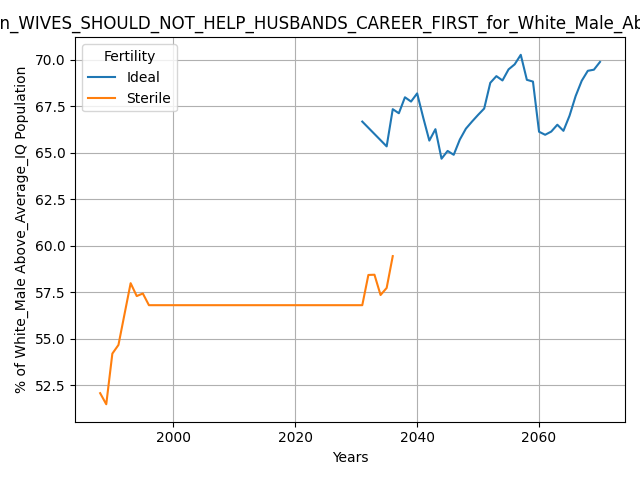 n_WIVES_SHOULD_NOT_HELP_HUSBANDS_CAREER_FIRST_for_White_Male_Ab
Fertility
Ideal
Sterile
% of White_Male Above_Average_IQ Population
70.0
67.5
65.0
62.5
60.0
57.5
55.0
52.5
2000
2020
2040
2060
Years